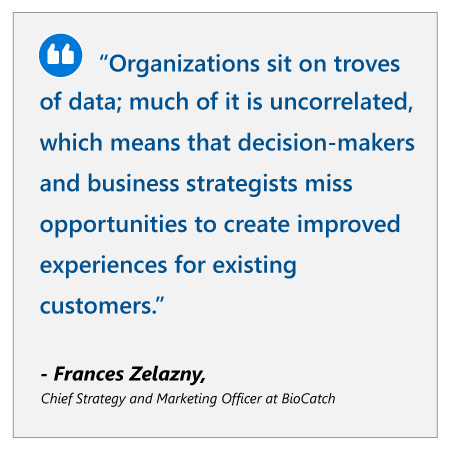 “Organizations sit on troves
of data; much of it is uncorrelated,
which means that decision-makers
and business strategists miss
opportunities to create improved
experiences for existing
customers.”
- Frances Zelazny,
Chief Strategy and Marketing Officer at BioCatch